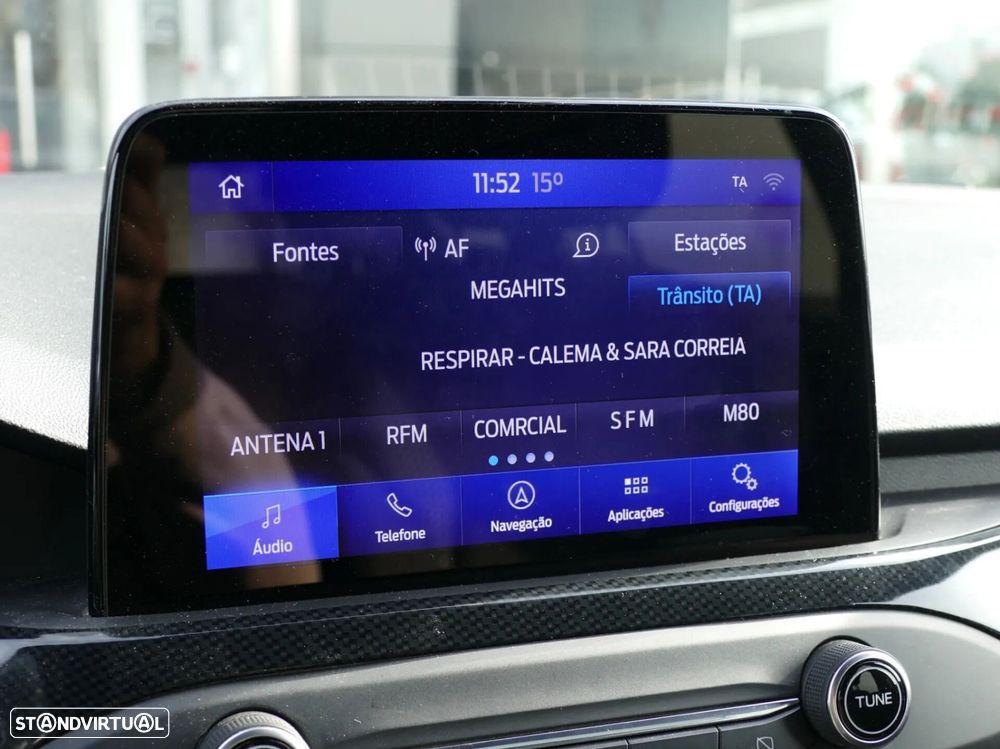 11:52 15º
TA
Fontes
AF
Estações
MEGAHITS
Trânsito (TA)
RESPIRAR - CALEMA & SARA CORREIA
ANTENA 1
RFM
COMRCIAL
S F M
M80
Áudio
Telefone
Navegação
Aplicações
Configurações
TUNE
STANDVIRTUAL